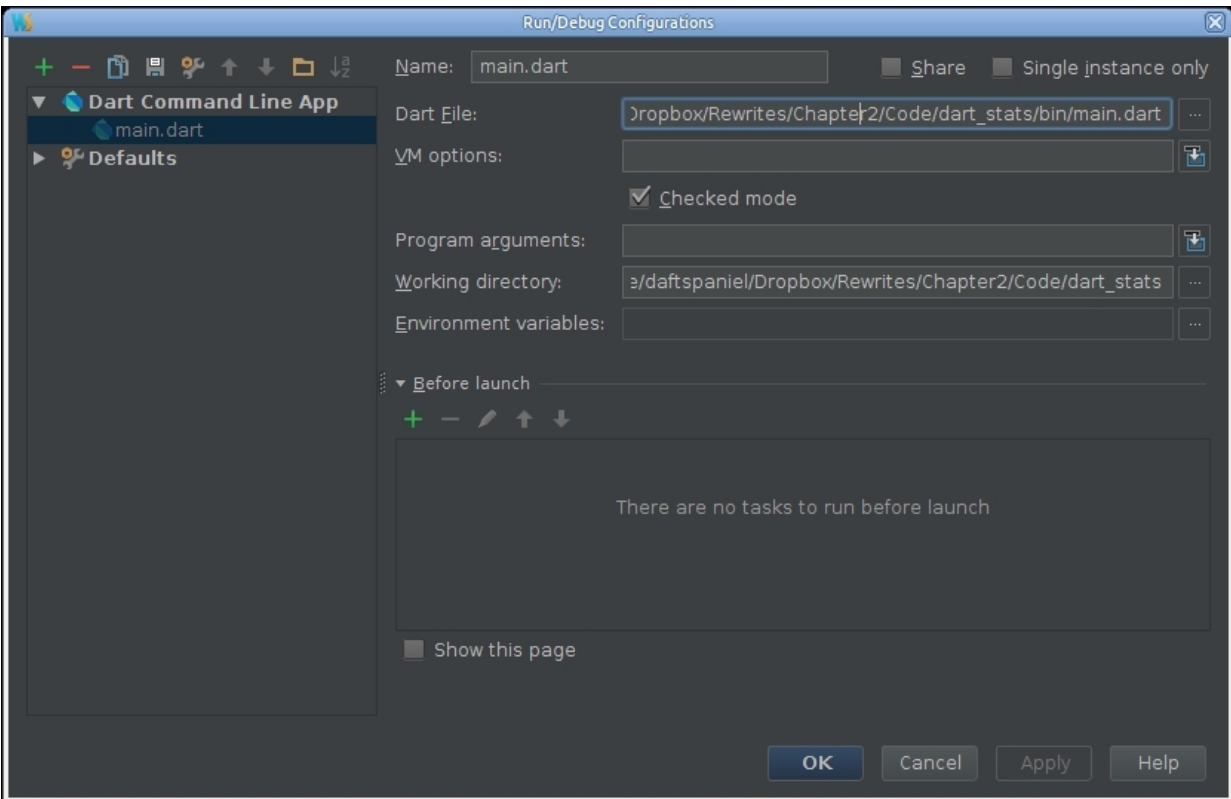 WS Run/Debug Configurations
Name: main.dart Share Single instance only
Dart Command Line App
main.dart
Defaults
Dart File: Dropbox/Rewrites/Chapter2/Code/dart_stats/bin/main.dart ...
VM options:
Checked mode
Program arguments:
Working directory: e/daftspaniel/Dropbox/Rewrites/Chapter2/Code/dart_stats ...
Environment variables: ...
Before launch
There are no tasks to run before launch
Show this page
OK Cancel Apply Help